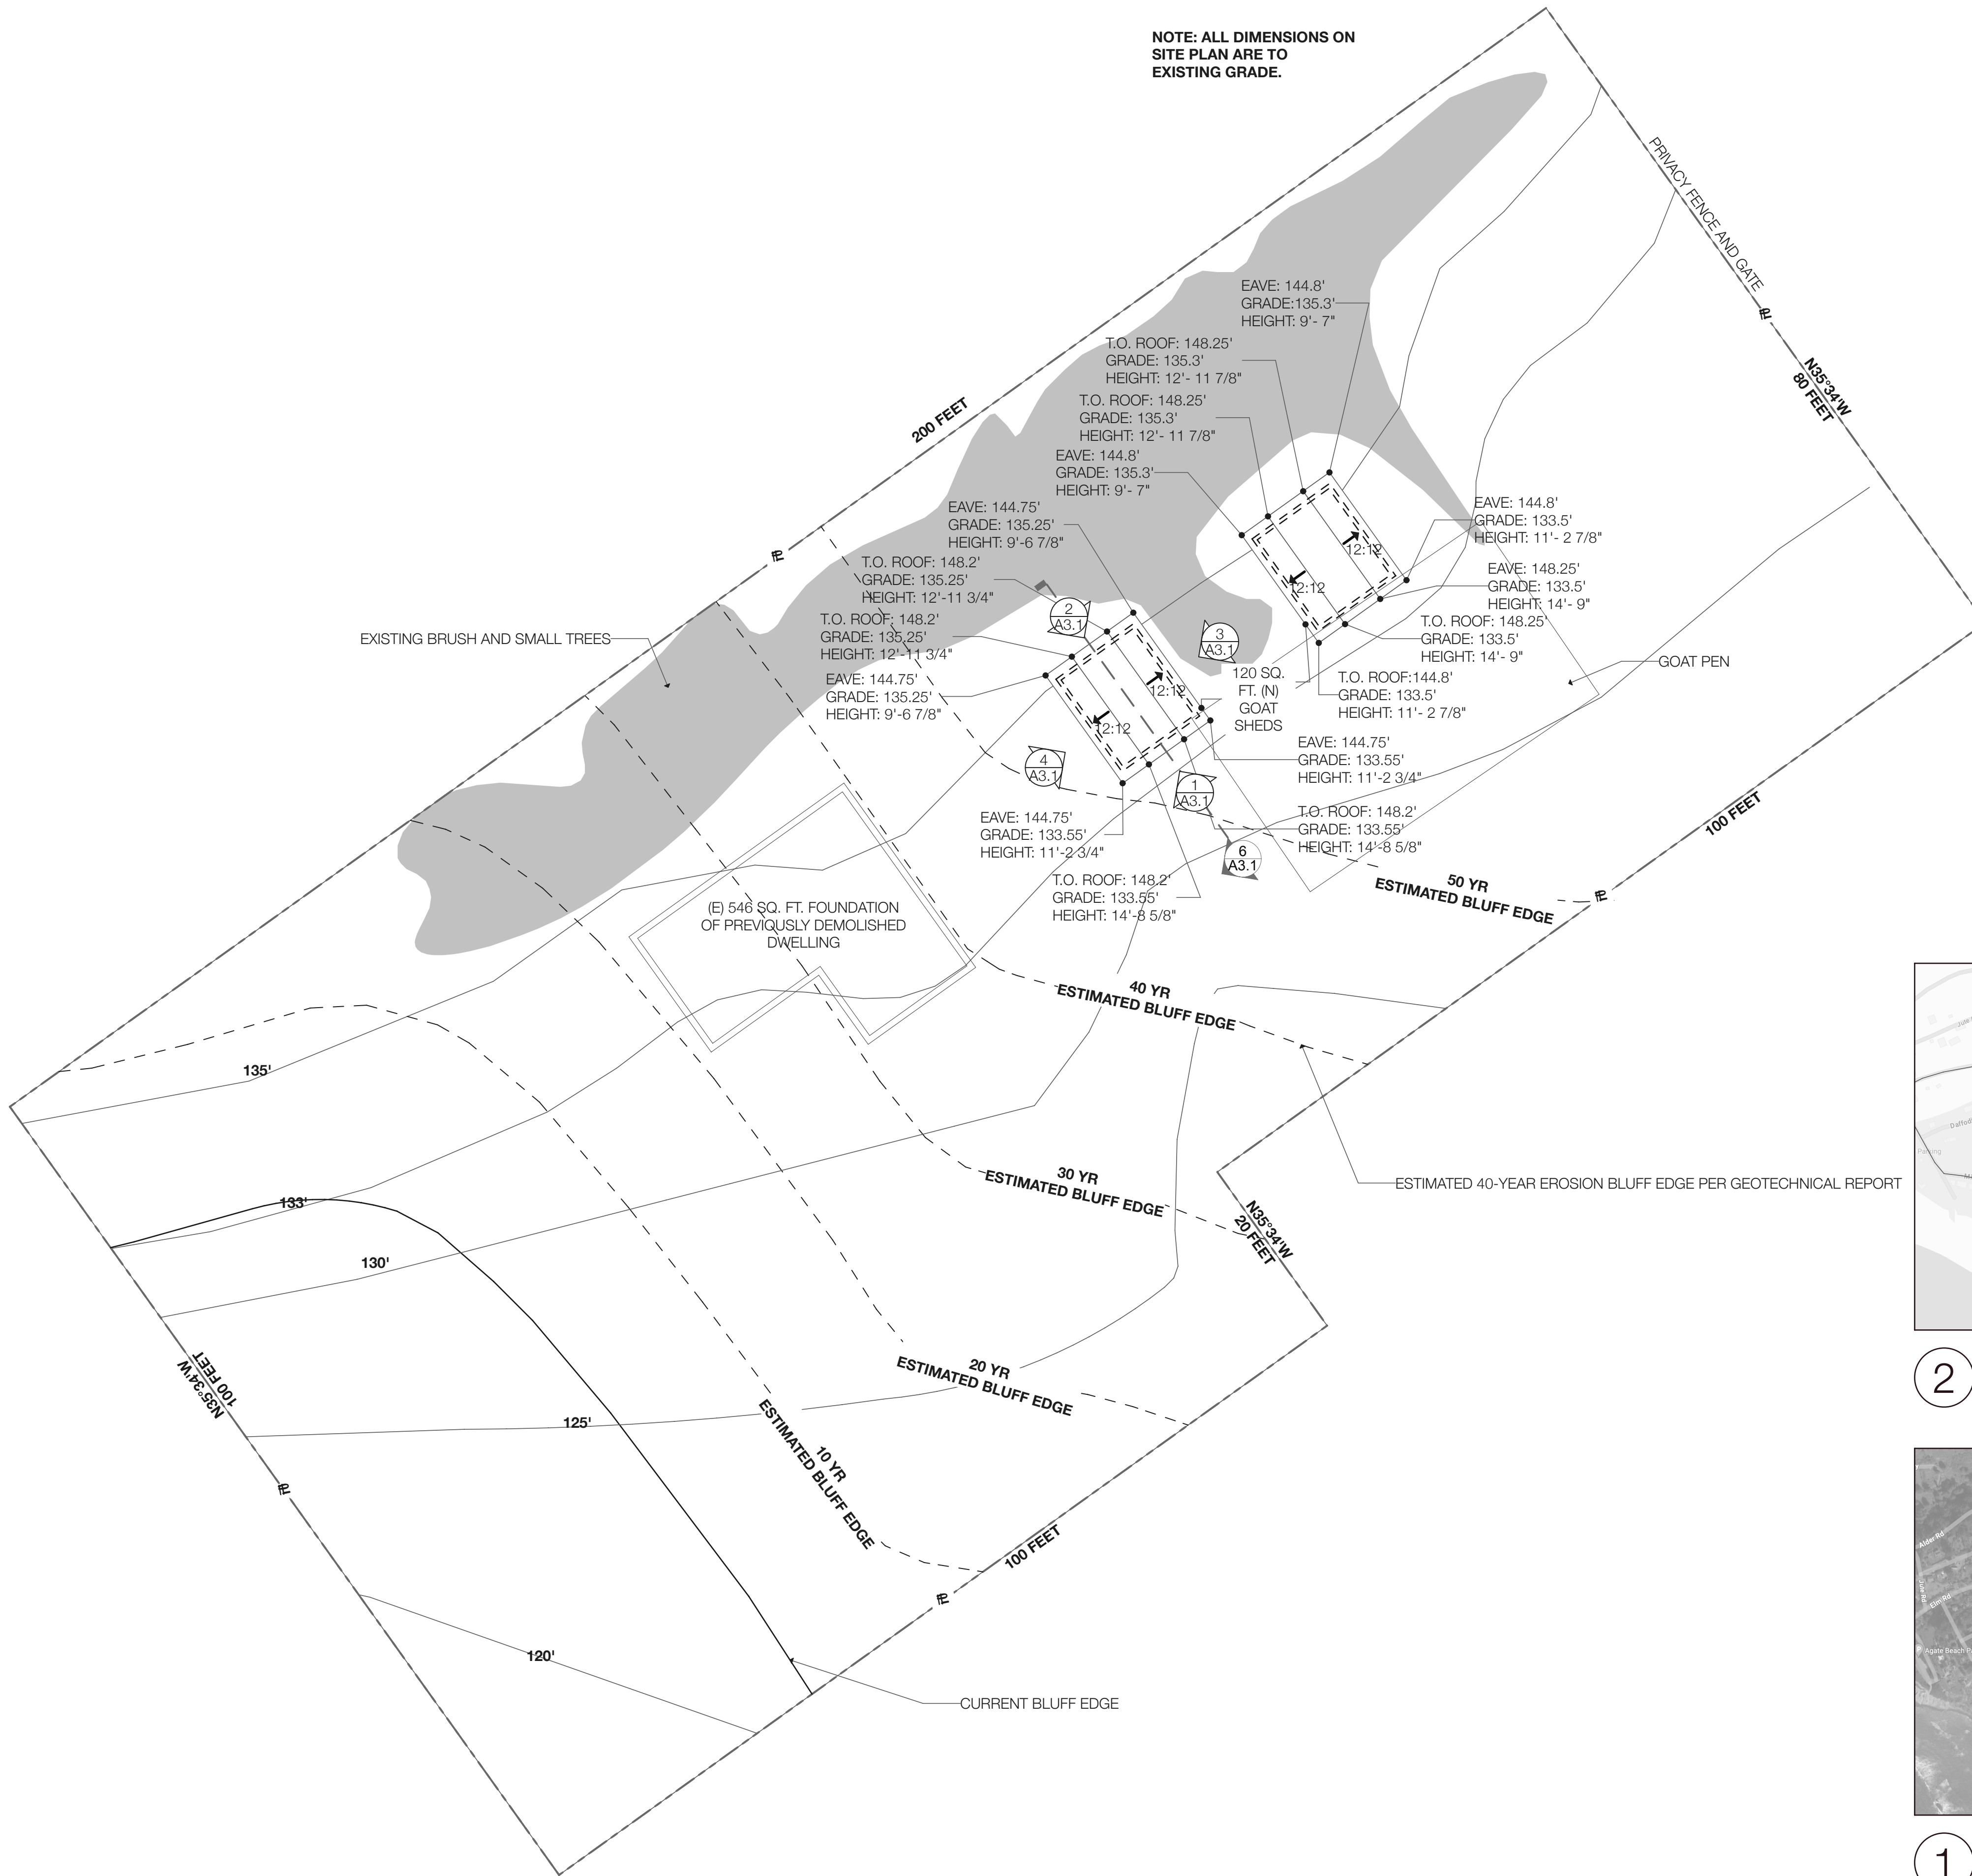 NOTE: ALL DIMENSIONS ON
SITE PLAN ARE TO
EXISTING GRADE.
PRIVACY FENCE AND GATE
N35°34'W
80 FEET
200 FEET
EAVE: 144.8'
GRADE:135.3'
HEIGHT: 9'- 7"
T.O. ROOF: 148.25'
GRADE: 135.3'
HEIGHT: 12'- 11 7/8"
T.O. ROOF: 148.25'
GRADE: 135.3'
HEIGHT: 12'- 11 7/8"
EAVE: 144.8'
GRADE: 135.3'
HEIGHT: 9'- 7"
EAVE: 144.75'
GRADE: 135.25'
HEIGHT: 9'-6 7/8"
T.O. ROOF: 148.2'
GRADE: 135.25'
HEIGHT: 12'-11 3/4"
T.O. ROOF: 148.2'
GRADE: 135.25'
HEIGHT: 12'-11 3/4"
EAVE: 144.75'
GRADE: 135.25'
HEIGHT: 9'-6 7/8"
EAVE: 144.8'
GRADE: 133.5'
HEIGHT: 11'- 2 7/8"
EAVE: 148.25'
GRADE: 133.5'
HEIGHT: 14'- 9"
T.O. ROOF: 148.25'
GRADE: 133.5'
HEIGHT: 14'- 9"
T.O. ROOF:144.8'
GRADE: 133.5'
HEIGHT: 11'- 2 7/8"
12:12
12:12
12:12
12:12
2
A3.1
3
A3.1
4
A3.1
1
A3.1
6
A3.1
120 SQ.
FT. (N)
GOAT
SHEDS
GOAT PEN
EXISTING BRUSH AND SMALL TREES
EAVE: 144.75'
GRADE: 133.55'
HEIGHT: 11'-2 3/4"
T.O. ROOF: 148.2'
GRADE: 133.55'
HEIGHT: 14'-8 5/8"
EAVE: 144.75'
GRADE: 133.55'
HEIGHT: 11'-2 3/4"
T.O. ROOF: 148.2'
GRADE: 133.55'
HEIGHT: 14'-8 5/8"
100 FEET
50 YR
ESTIMATED BLUFF EDGE
(E) 546 SQ. FT. FOUNDATION
OF PREVIOUSLY DEMOLISHED
DWELLING
40 YR
ESTIMATED BLUFF EDGE
135'
30 YR
ESTIMATED BLUFF EDGE
ESTIMATED 40-YEAR EROSION BLUFF EDGE PER GEOTECHNICAL REPORT
133'
N35°34'W
20 FEET
130'
20 YR
ESTIMATED BLUFF EDGE
N35°34'W
100 FEET
125'
10 YR
ESTIMATED BLUFF EDGE
100 FEET
120'
CURRENT BLUFF EDGE
Parking
2
Alder Rd
Jute Rd
Elm Rd
Agate Beach
1